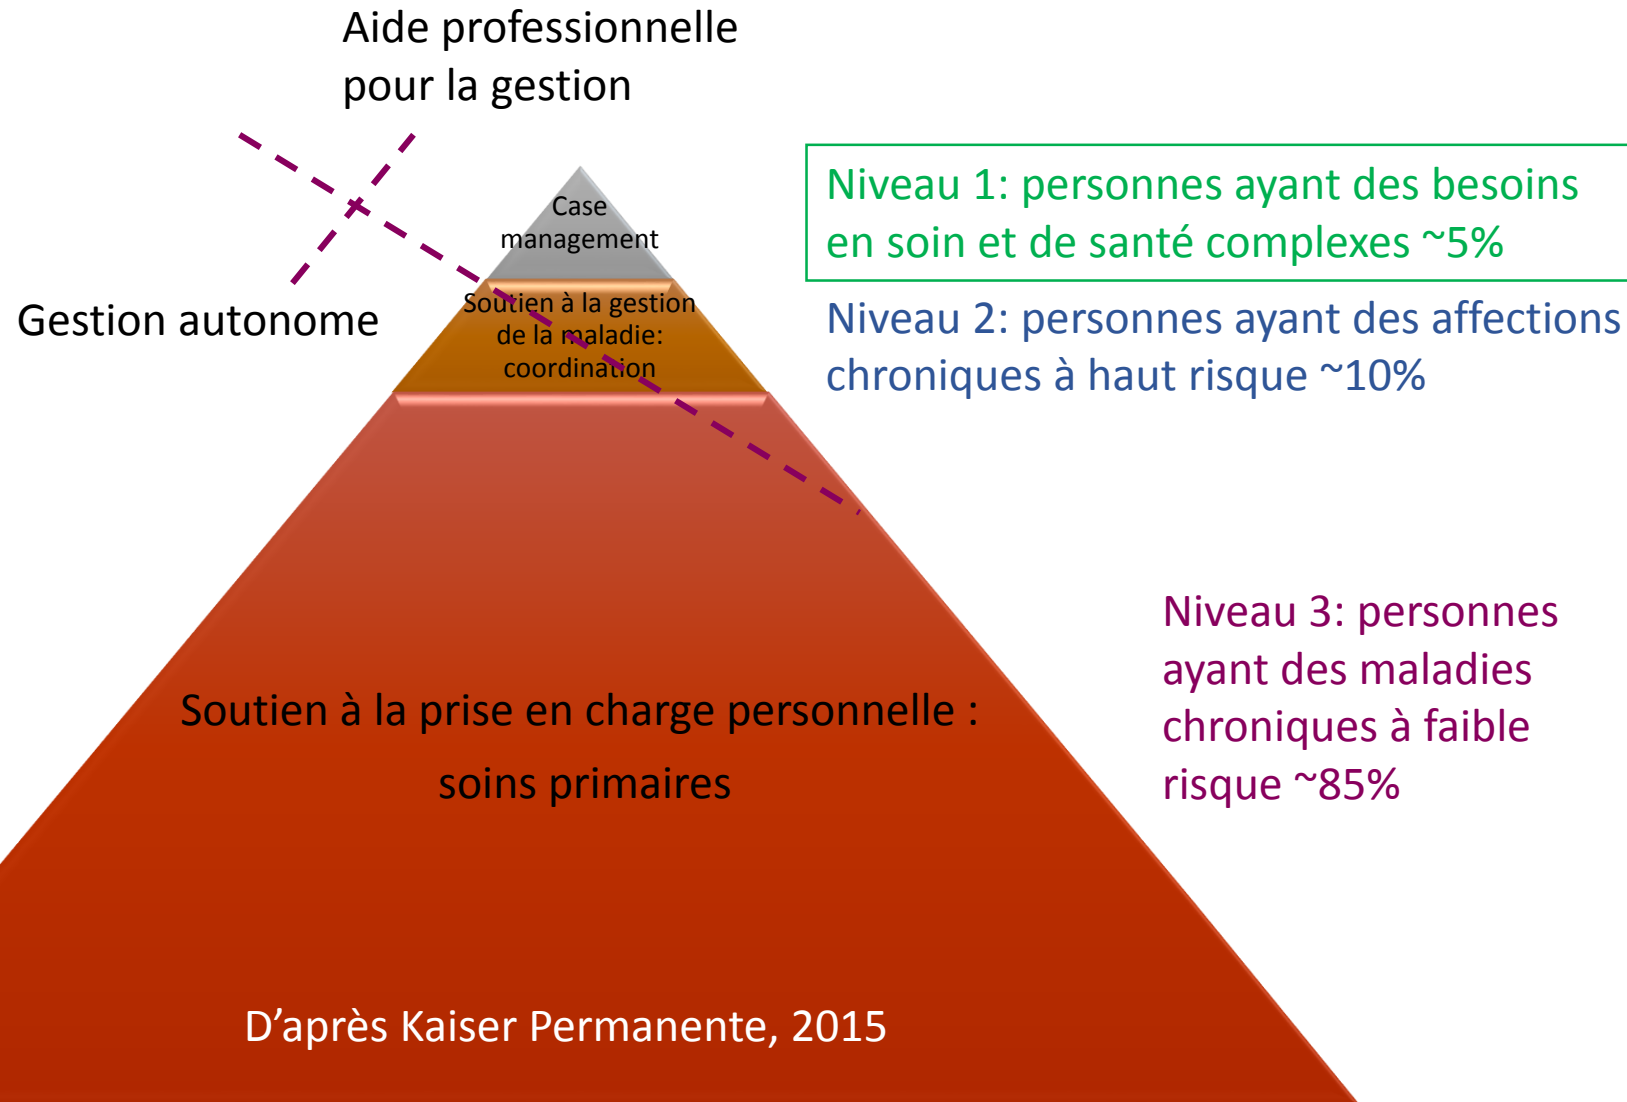 Aide professionnelle
pour la gestion
Gestion autonome
Case
management
Soutien à la gestion
de la maladie:
coordination
Soutien à la prise en charge personnelle :
soins primaires
D’après Kaiser Permanente, 2015
Niveau 1: personnes ayant des besoins
en soin et de santé complexes ~5%
Niveau 2: personnes ayant des affections
chroniques à haut risque ~10%
Niveau 3: personnes
ayant des maladies
chroniques à faible
risque ~85%